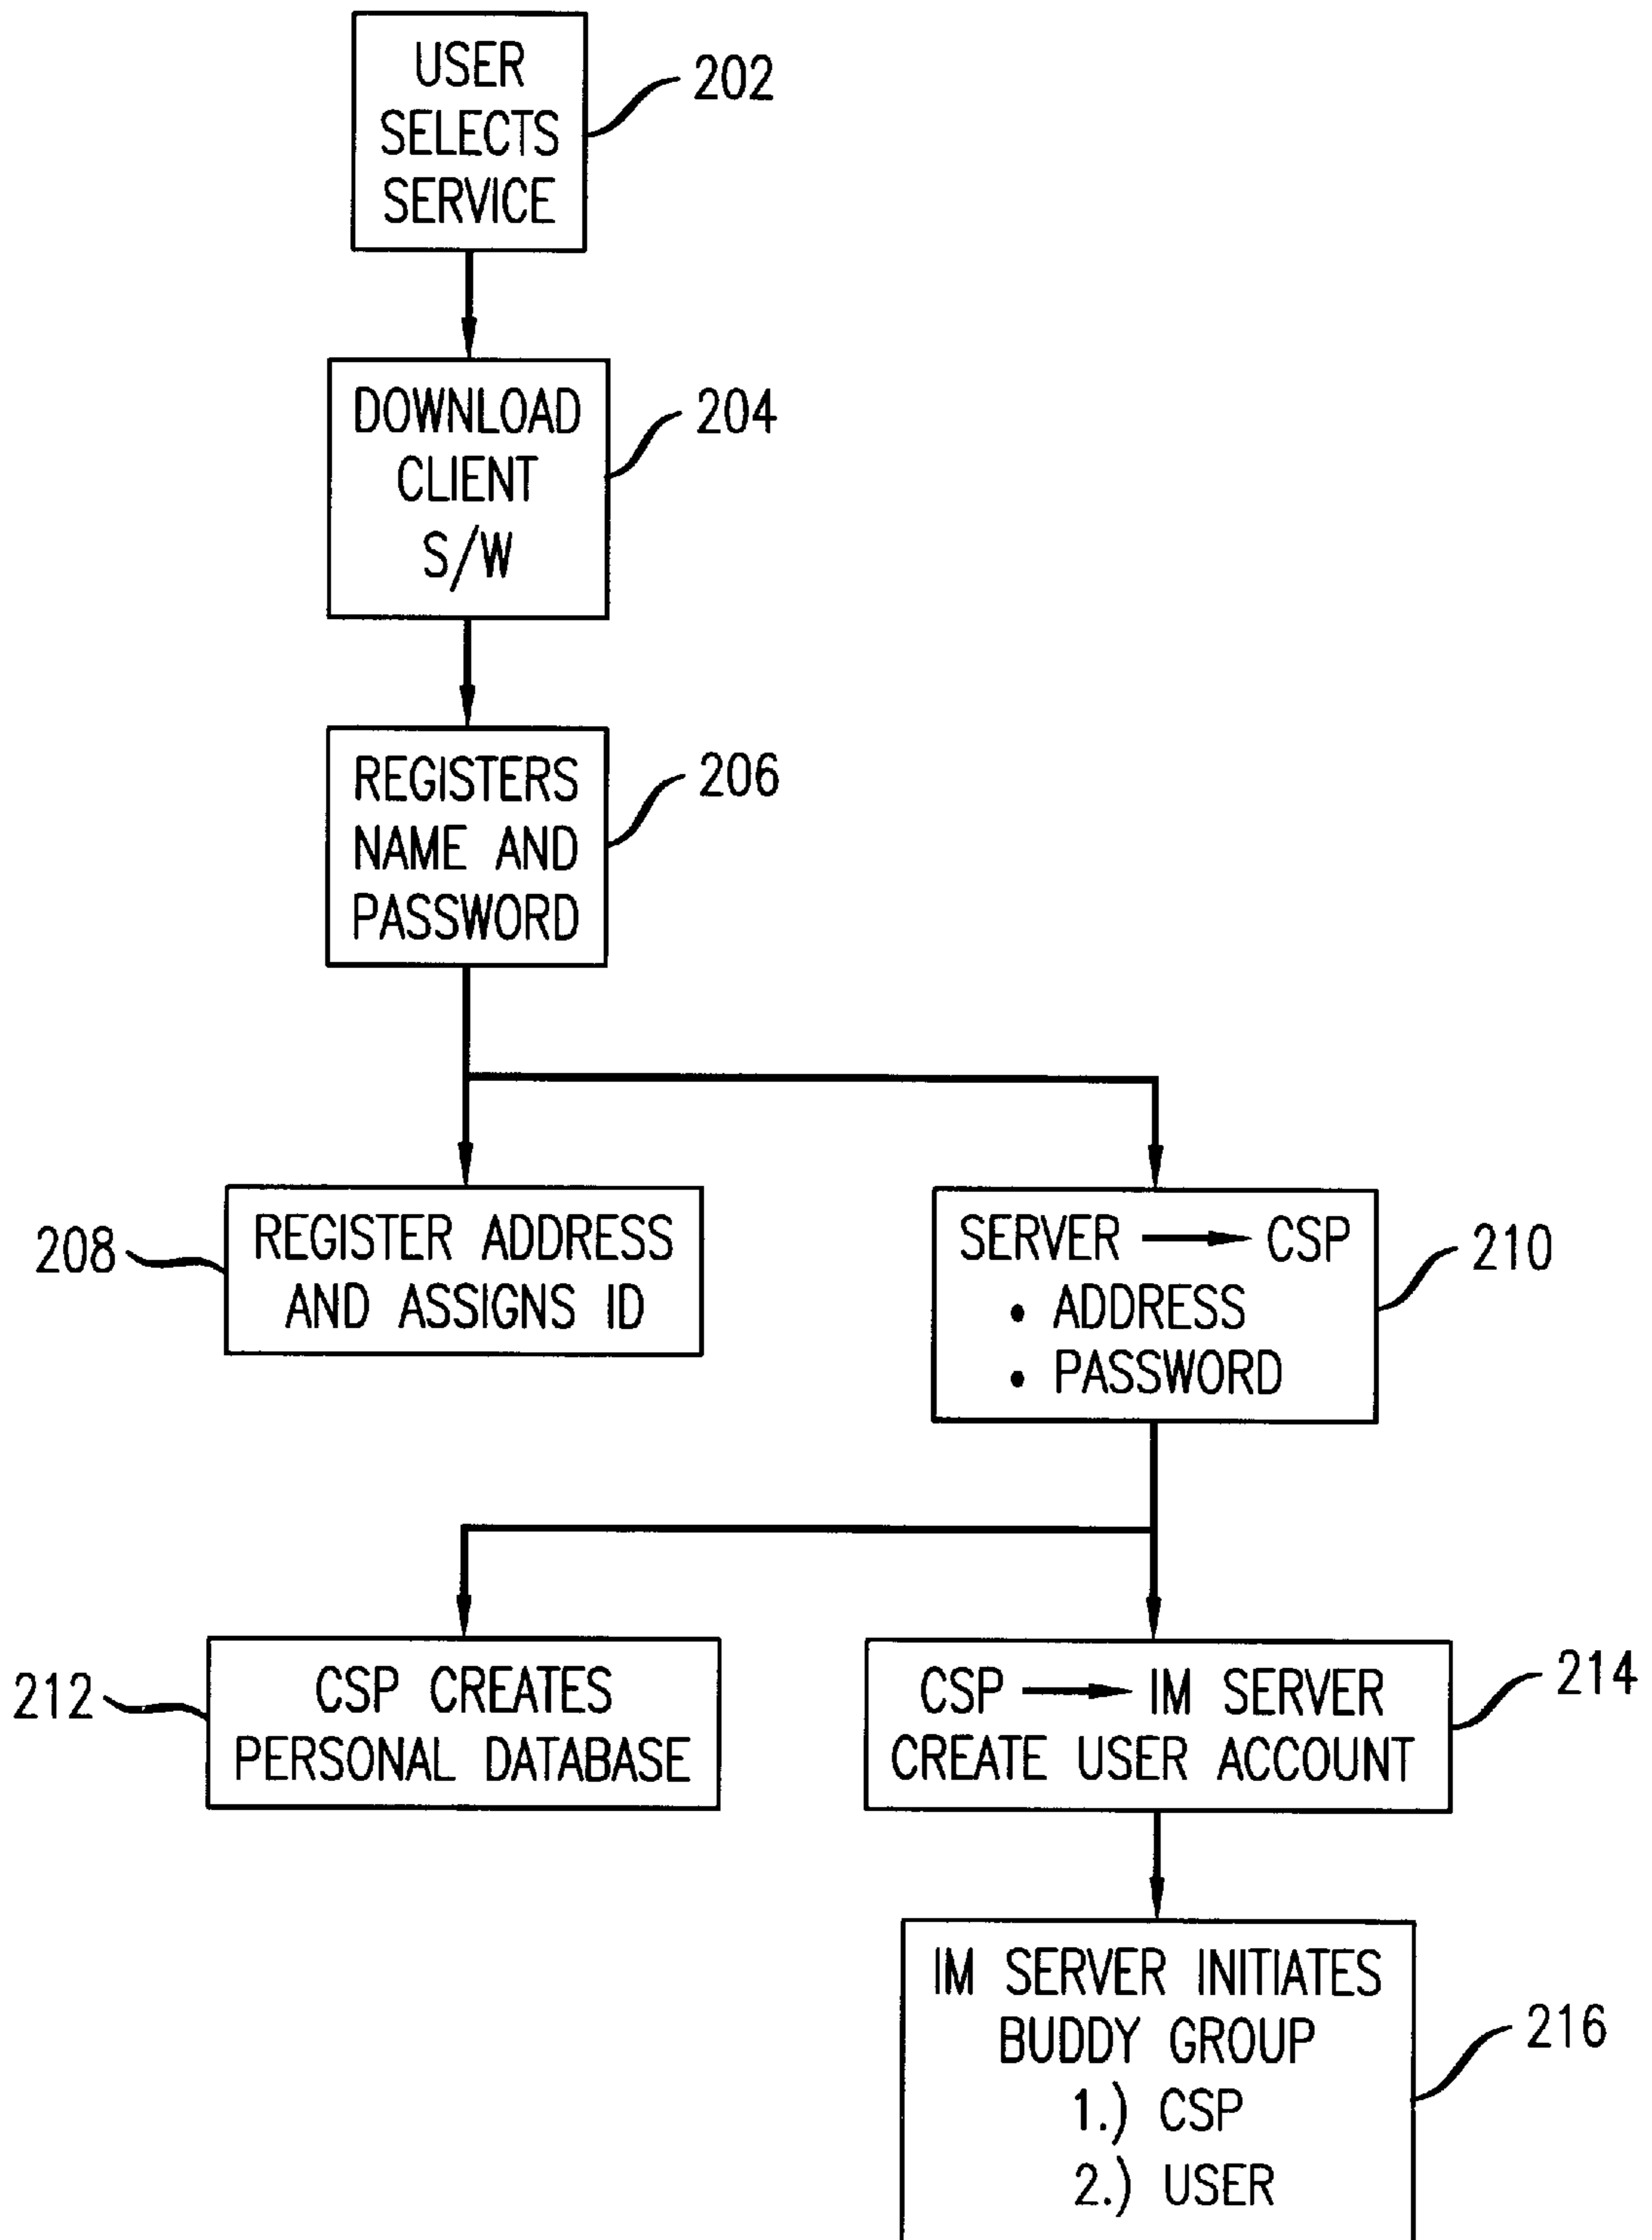 USER
SELECTS
SERVICE
202
DOWNLOAD
CLIENT
S/W
204
REGISTERS
NAME AND
PASSWORD
206
208
REGISTER ADDRESS
AND ASSIGNS ID
SERVER → CSP
• ADDRESS
• PASSWORD
210
212
CSP CREATES
PERSONAL DATABASE
CSP → IM SERVER
CREATE USER ACCOUNT
214
IM SERVER INITIATES
BUDDY GROUP
1.) CSP
2.) USER
216